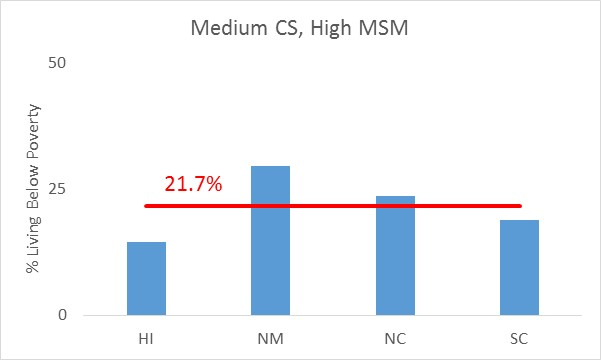 Medium CS, High MSM
% Living Below Poverty
50
25
0
21.7%
HI NM NC SC